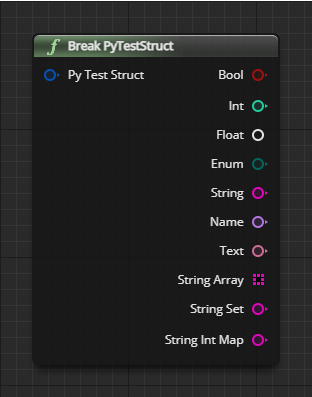 f Break PyTestStruct
Py Test Struct Bool
Int
Float
Enum
String
Name
Text
String Array
String Set
String Int Map